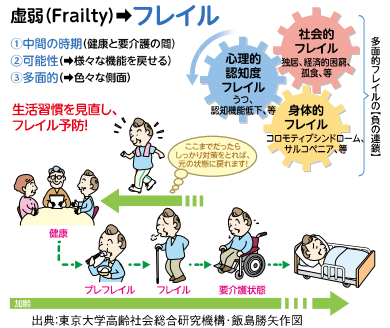 虚弱(Frailty)➡フレイル
①中間の時期(健康と要介護の間)
②可能性(➡様々な機能を戻せる)
③多面的(➡色々な側面)
生活習慣を見直し、
フレイル予防!
心理的
認知度
フレイル
うつ、
認知機能低下、等
社会的
フレイル
独居、経済的困窮、
孤食、等
身体的
フレイル
コロモティブシンドローム、
サルコペニア、等
多面的フレイルの【負の連鎖】
ここまでだったら
しっかり対策をとれば、
元の状態に戻れます!
健康
プレフレイル
フレイル
要介護状態
加齢
出典:東京大学高齢社会総合研究機構・飯島勝矢作図